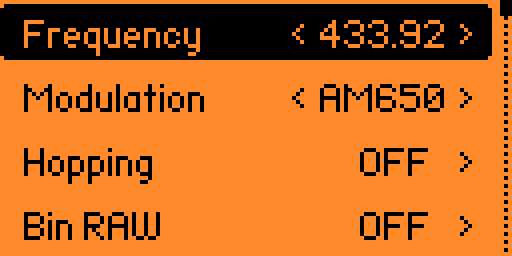 Frequency < 433.92 >
Modulation < AM650 >
Hopping OFF >
Bin RAW OFF >